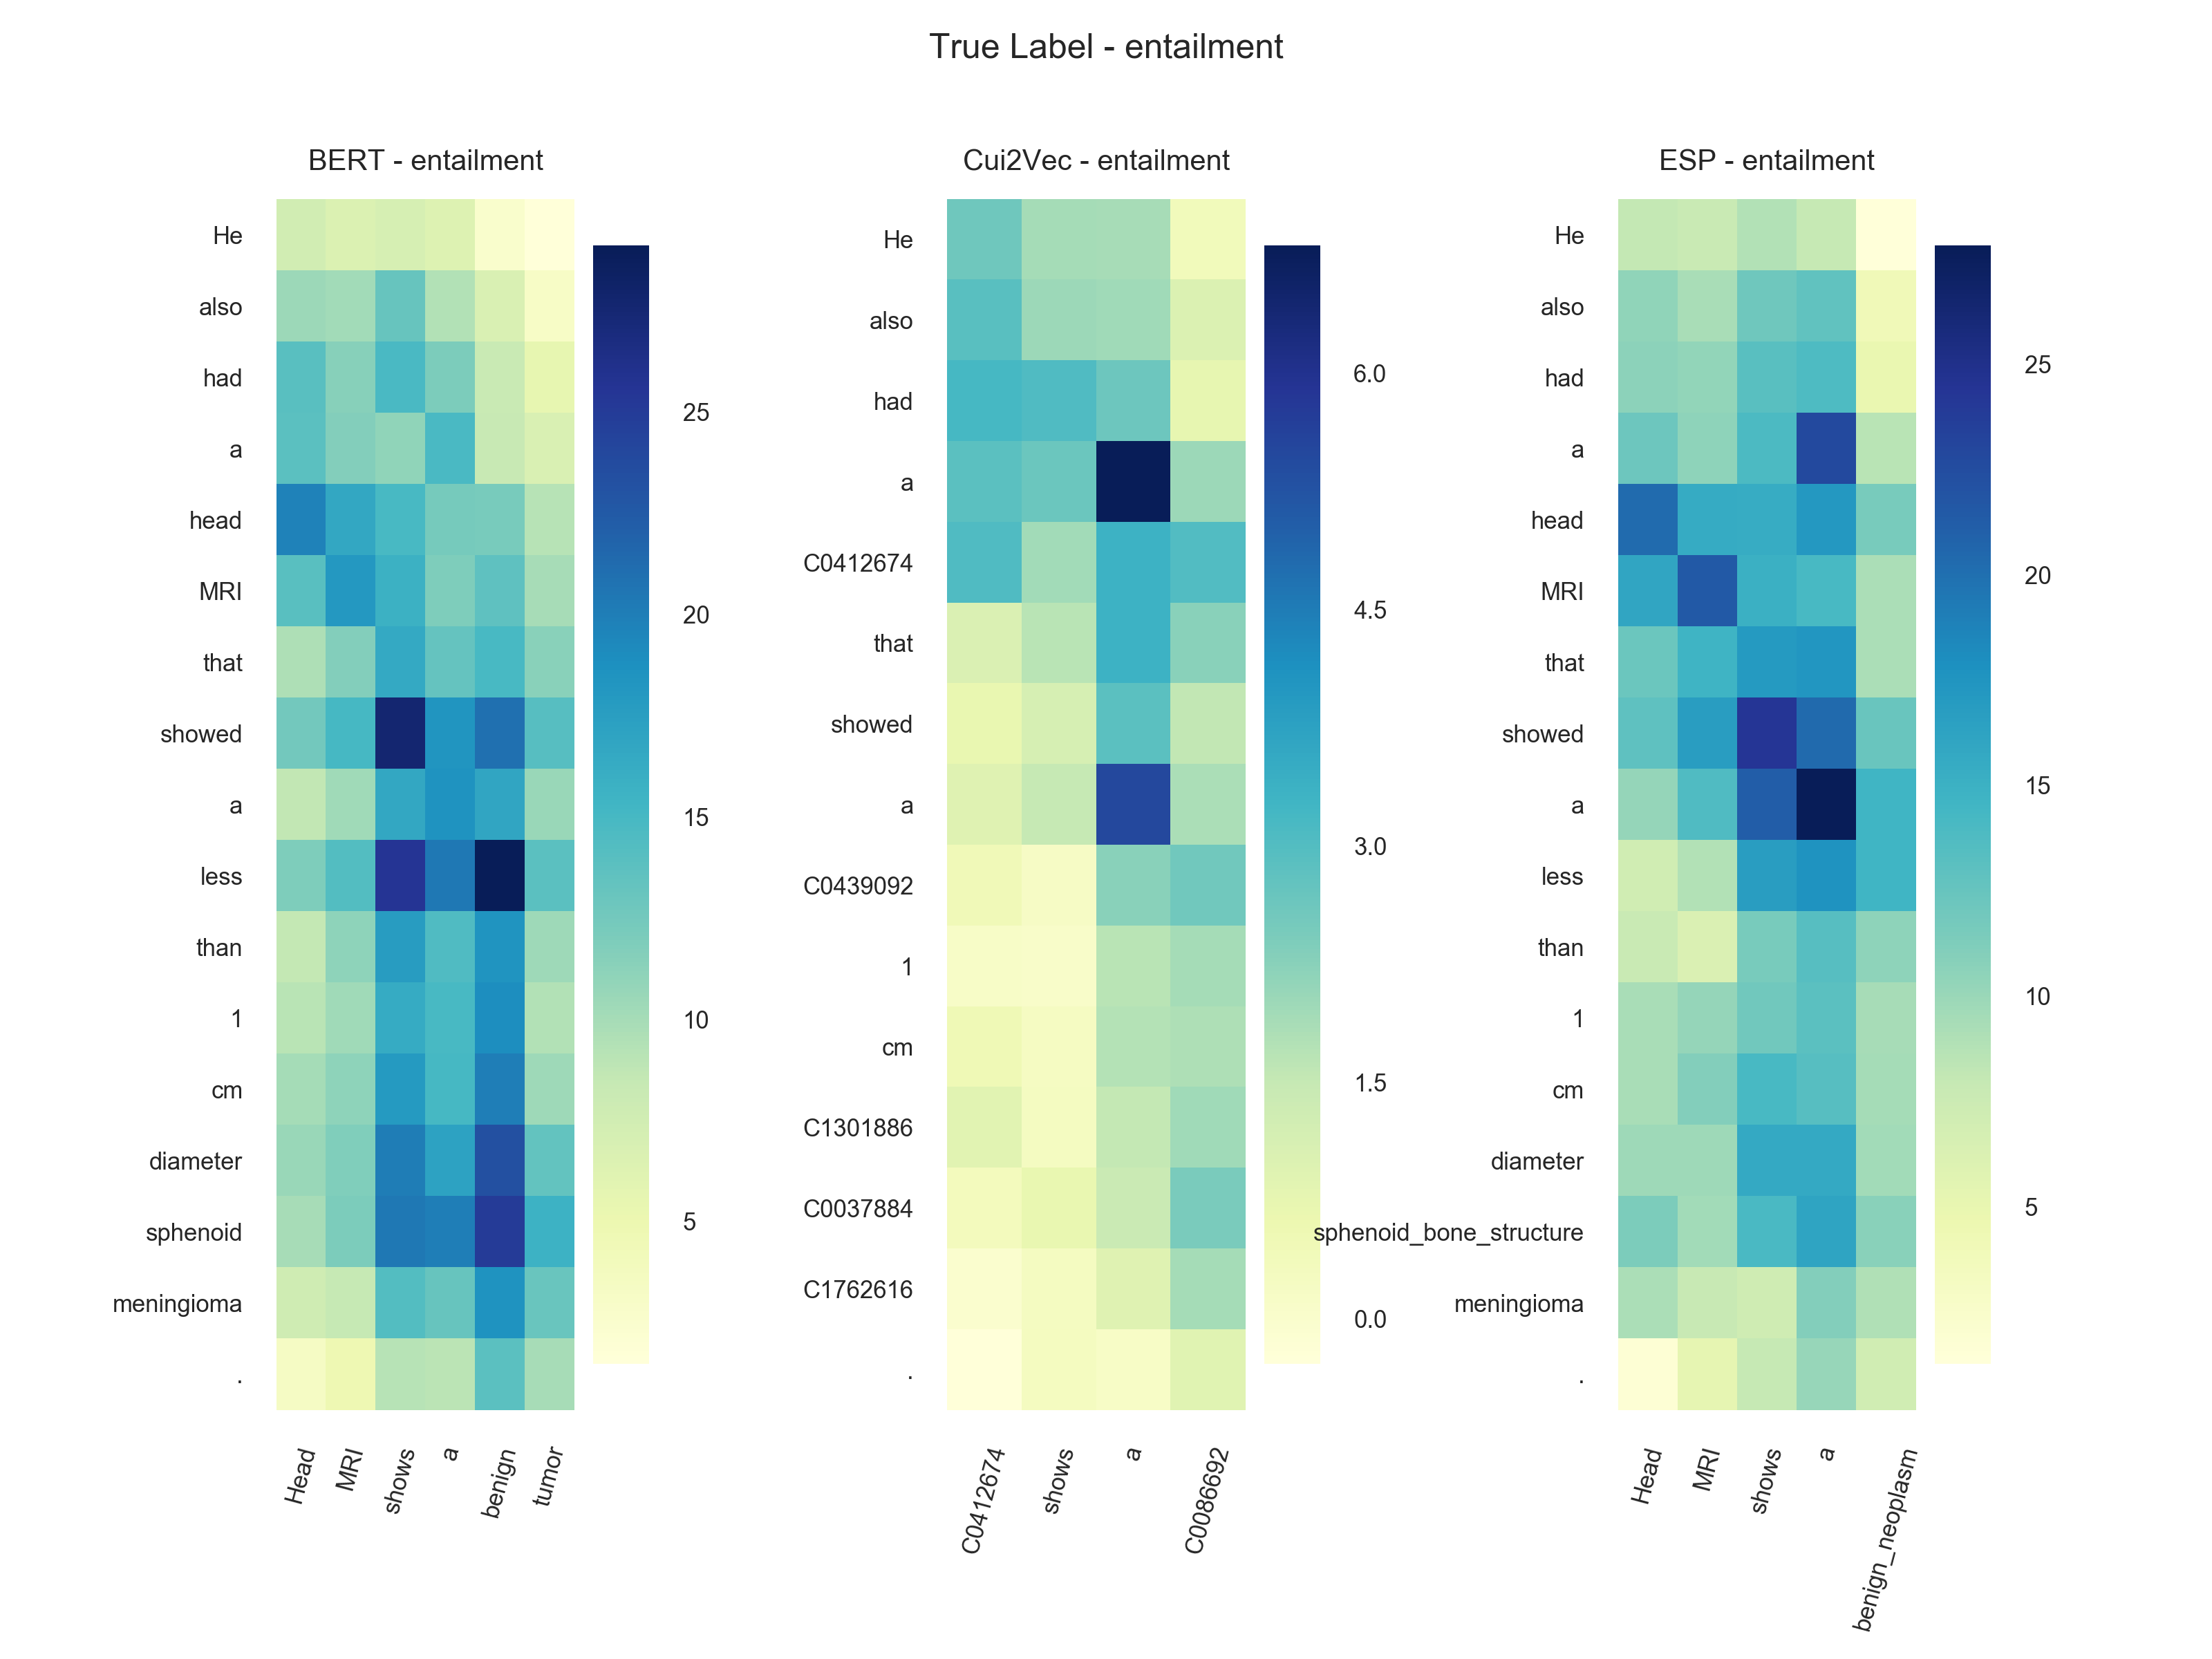 True Label - entailment
BERT - entailment
He
also
had
a
head
MRI
that
showed
a
less
than
1
cm
diameter
sphenoid
meningioma
.
Head
MRI
shows
a
benign
tumor
25
20
15
10
5
Cui2Vec - entailment
He
also
had
a
C0412674
that
showed
a
C0439092
1
cm
C1301886
C0037884
C1762616
.
C0412674
shows
a
C0086692
6.0
4.5
3.0
1.5
0.0
ESP - entailment
He
also
had
a
head
MRI
that
showed
a
less
than
1
cm
diameter
sphenoid_bone_structure
meningioma
.
Head
MRI
shows
a
benign_neoplasm
25
20
15
10
5